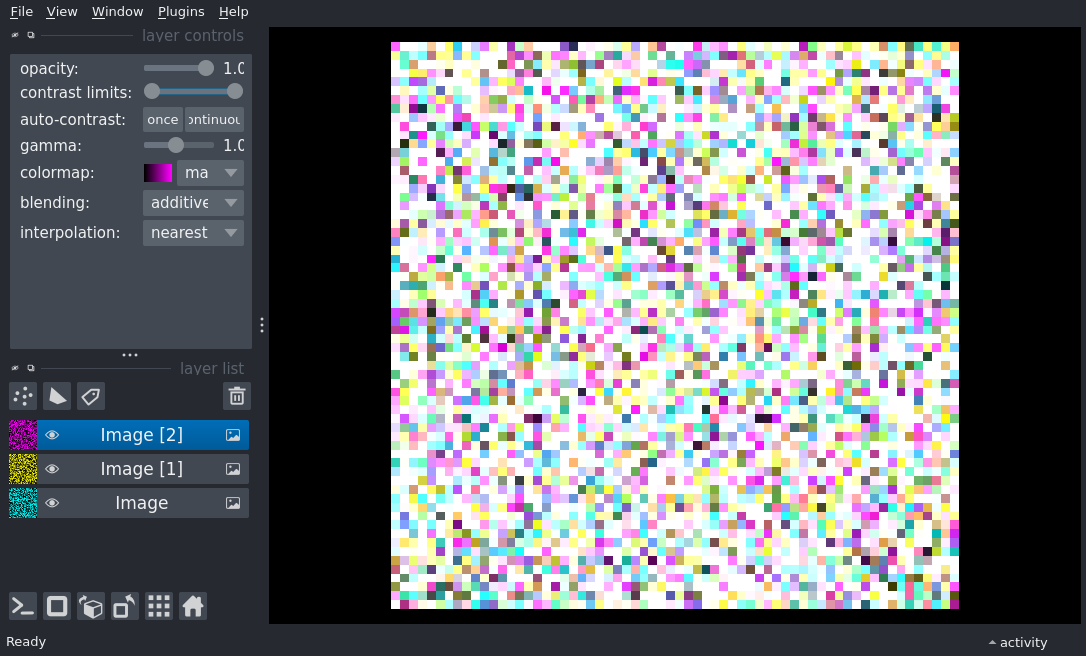 File View Window Plugins Help
layer controls
opacity: 1.0
contrast limits:
auto-contrast: once ontinuou
gamma: 1.0
colormap: ma
blending: additive
interpolation: nearest
layer list
Image [2]
Image [1]
Image
Ready
activity